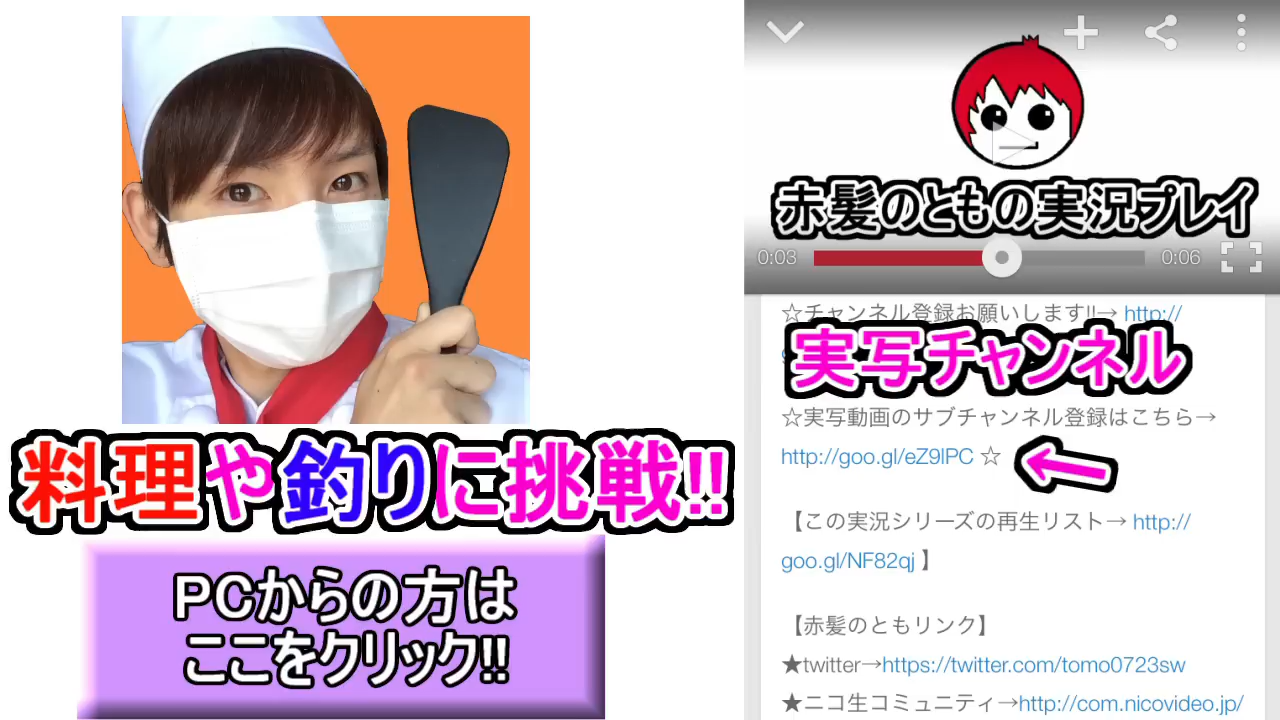 料理や釣りに挑戦!!
PCからの方は
ここをクリック!!
赤髪のともの実況プレイ
0:03
0:06
☆チャンネル登録お願いします!!→ http://
実写チャンネル
☆実写動画のサブチャンネル登録はこちら→
http://goo.gl/eZ9lPC ☆
【この実況シリーズの再生リスト→ http://
goo.gl/NF82qj 】
【赤髪のともリンク】
★twitter→https://twitter.com/tomo0723sw
★ニコ生コミュニティ→http://com.nicovideo.jp/